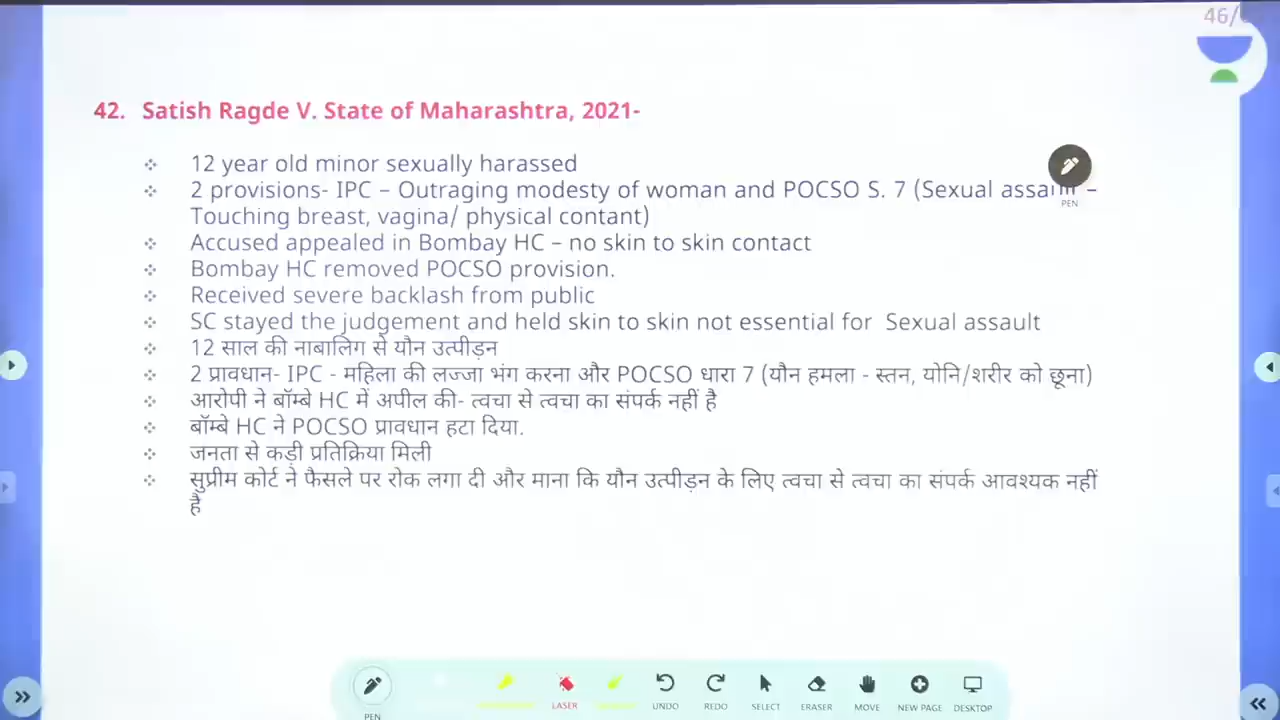 46/
42. Satish Ragde V. State of Maharashtra, 2021-
❖ 12 year old minor sexually harassed
❖ 2 provisions- IPC – Outraging modesty of woman and POCSO S. 7 (Sexual assault –
PEN
Touching breast, vagina/ physical contant)
❖ Accused appealed in Bombay HC – no skin to skin contact
❖ Bombay HC removed POCSO provision.
❖ Received severe backlash from public
❖ SC stayed the judgement and held skin to skin not essential for Sexual assault
❖ 12 साल की नाबालिग से यौन उत्पीड़न
❖ 2 प्रावधान- IPC - महिला की लज्जा भंग करना और POCSO धारा 7 (यौन हमला - स्तन, योनि/शरीर को छूना)
❖ आरोपी ने बॉम्बे HC में अपील की- त्वचा से त्वचा का संपर्क नहीं है
❖ बॉम्बे HC ने POCSO प्रावधान हटा दिया.
❖ जनता से कड़ी प्रतिक्रिया मिली
❖ सुप्रीम कोर्ट ने फैसले पर रोक लगा दी और माना कि यौन उत्पीड़न के लिए त्वचा से त्वचा का संपर्क आवश्यक नहीं
है
PEN LASER UNDO REDO SELECT ERASER MOVE NEW PAGE DESKTOP